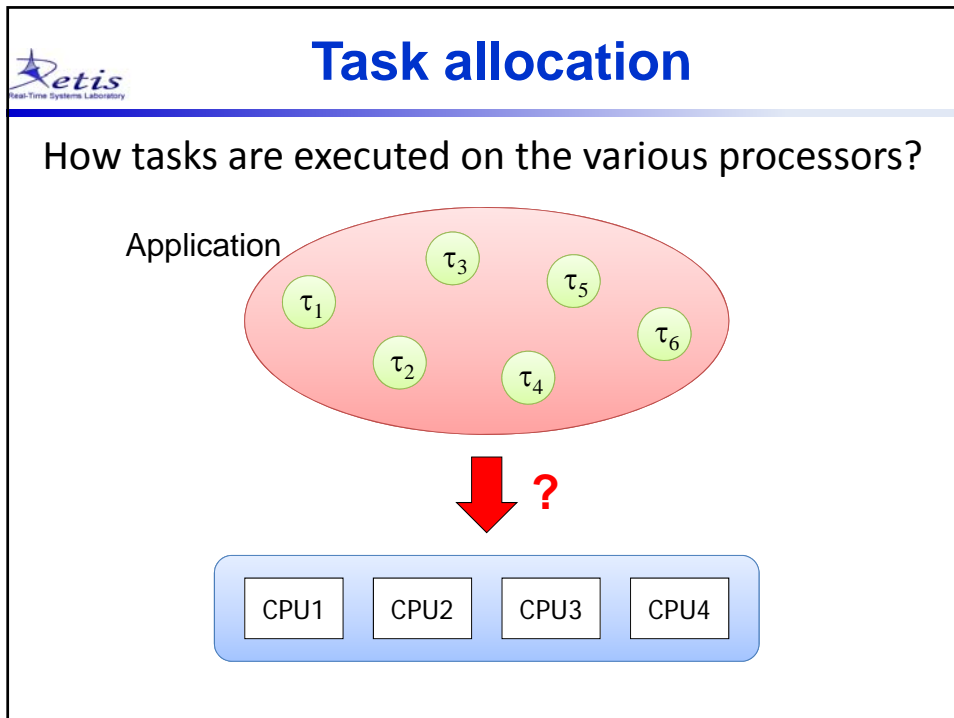 Retis
Real-Time Systems Laboratory
Task allocation
How tasks are executed on the various processors?
Application
τ3
τ5
τ1
τ6
τ2
τ4
?
CPU1 CPU2 CPU3 CPU4